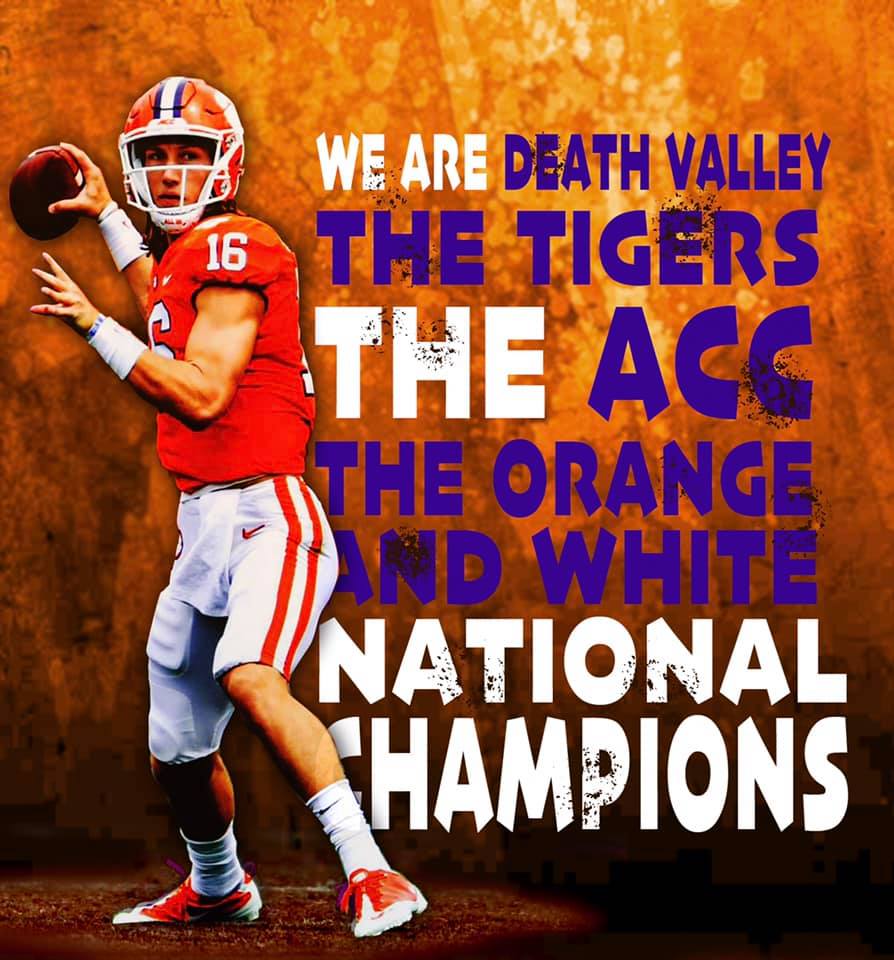 WE ARE DEATH VALLEY
THE TIGERS
THE ACC
THE ORANGE
AND WHITE
NATIONAL
CHAMPIONS
16